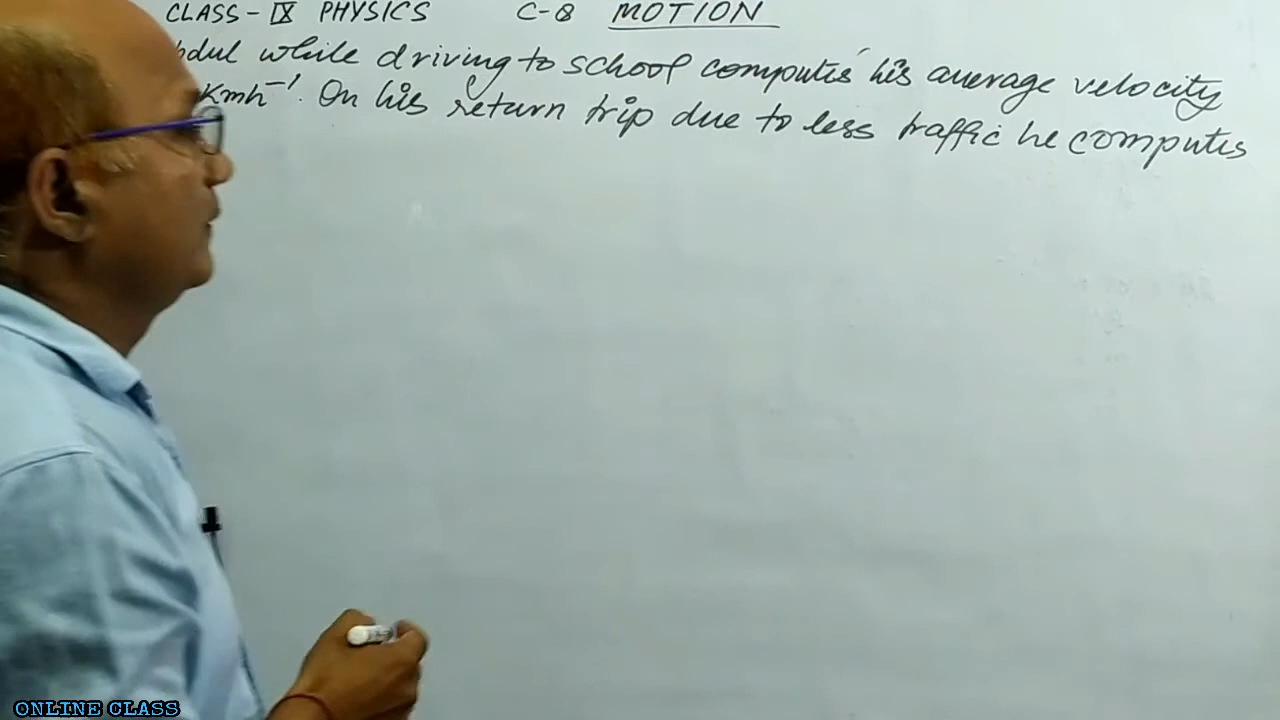 CLASS - IX PHYSICS C-8 MOTION
bdul while driving to school computes his average velocity
Kmh⁻¹. On his return trip due to less traffic he computes
ONLINE CLASS